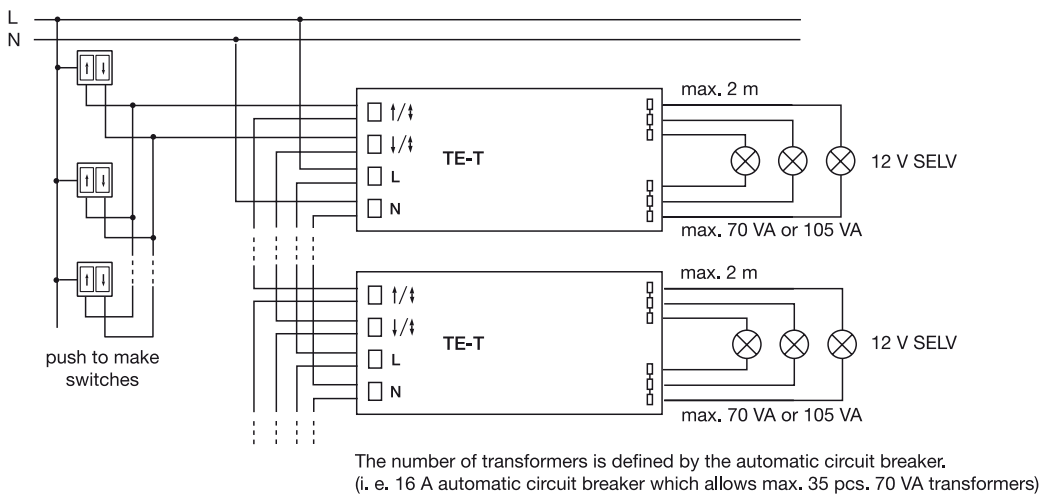 L
N
max. 2 m
↑/↕
↓/↕
TE-T
L
N
12 V SELV
max. 70 VA or 105 VA
max. 2 m
↑/↕
↓/↕
TE-T
L
N
12 V SELV
max. 70 VA or 105 VA
push to make
switches
The number of transformers is defined by the automatic circuit breaker.
(i. e. 16 A automatic circuit breaker which allows max. 35 pcs. 70 VA transformers)